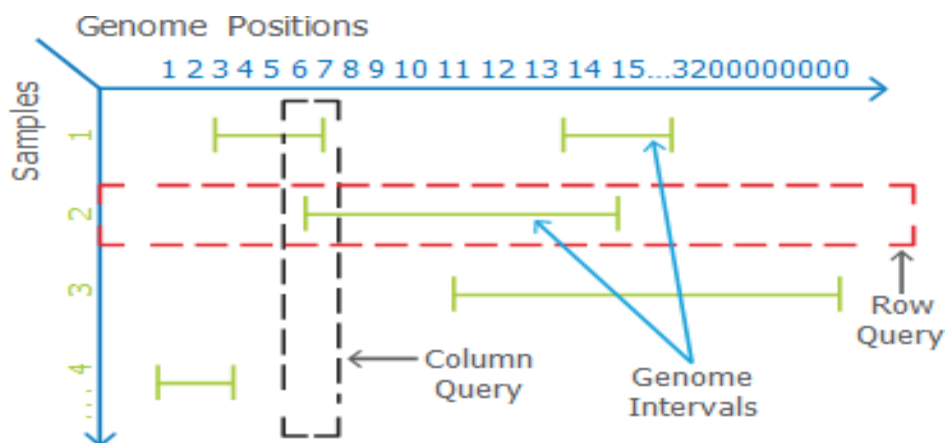 Genome Positions
1 2 3 4 5 6 7 8 9 10 11 12 13 14 15...3200000000
Samples
1
2
3
4
....
Column
Query
Genome
Intervals
Row
Query